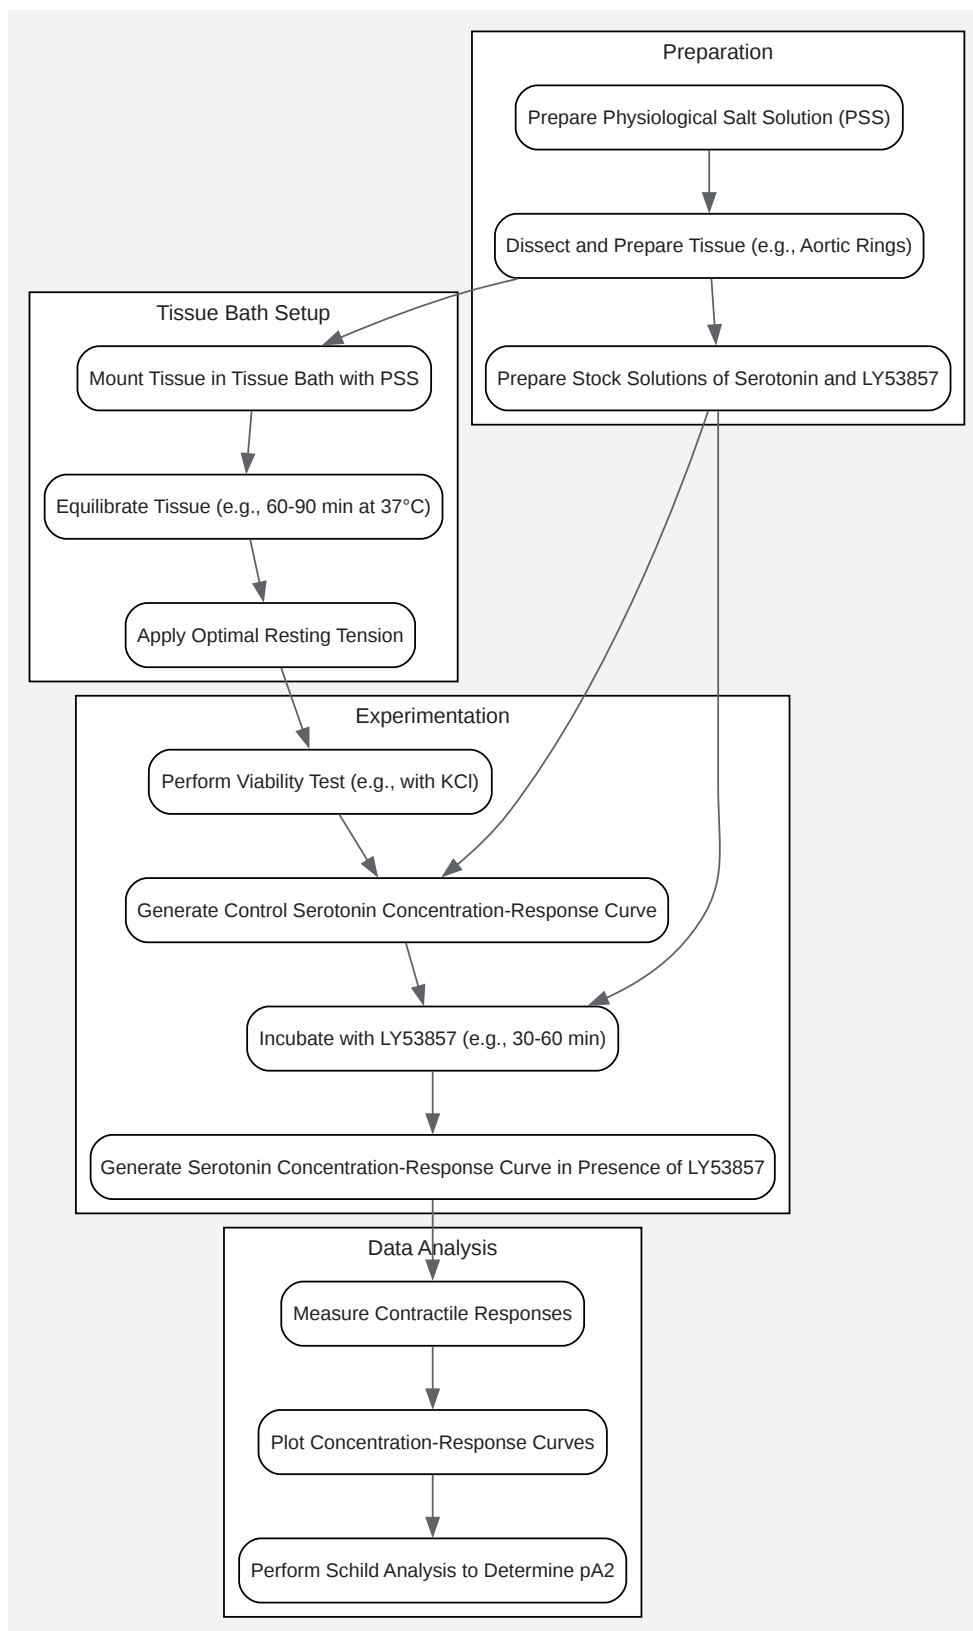 Preparation
Prepare Physiological Salt Solution (PSS)
Dissect and Prepare Tissue (e.g., Aortic Rings)
Prepare Stock Solutions of Serotonin and LY53857
Tissue Bath Setup
Mount Tissue in Tissue Bath with PSS
Equilibrate Tissue (e.g., 60-90 min at 37°C)
Apply Optimal Resting Tension
Experimentation
Perform Viability Test (e.g., with KCl)
Generate Control Serotonin Concentration-Response Curve
Incubate with LY53857 (e.g., 30-60 min)
Generate Serotonin Concentration-Response Curve in Presence of LY53857
Data Analysis
Measure Contractile Responses
Plot Concentration-Response Curves
Perform Schild Analysis to Determine pA2